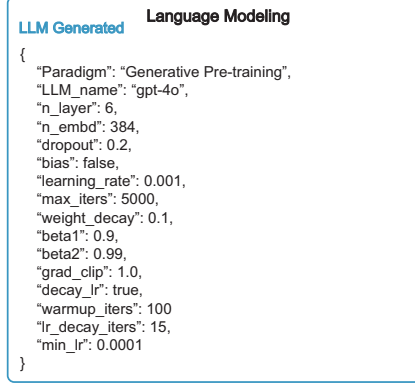 Language Modeling
LLM Generated
{
“Paradigm”: “Generative Pre-training”,
“LLM_name”: “gpt-4o”,
“n_layer”: 6,
“n_embd”: 384,
“dropout”: 0.2,
“bias”: false,
“learning_rate”: 0.001,
“max_iters”: 5000,
“weight_decay”: 0.1,
“beta1”: 0.9,
“beta2”: 0.99,
“grad_clip”: 1.0,
“decay_lr”: true,
“warmup_iters”: 100
“lr_decay_iters”: 15,
“min_lr”: 0.0001
}